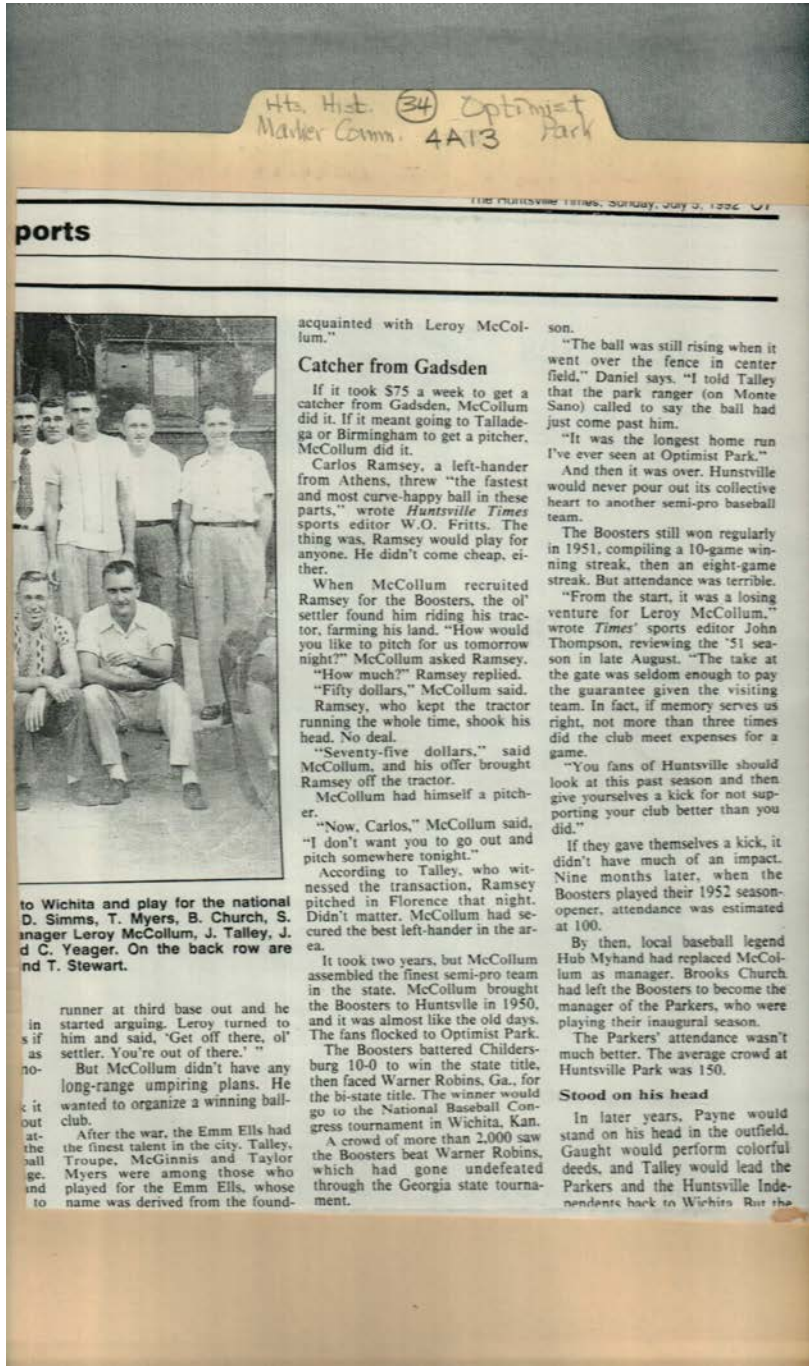 Hts. Hist. 34 Optimist
Marker Comm. 4A13 Park
The Huntsville Times, Sunday, July 5, 1992
ports
to Wichita and play for the national
D. Simms, T. Myers, B. Church, S.
anager Leroy McCollum, J. Talley, J.
d C. Yeager. On the back row are
nd T. Stewart.
in
s if
as
no-
k it
out
at-
the
ball
ge.
and
to
runner at third base out and he
started arguing. Leroy turned to
him and said, 'Get off there, ol'
settler. You're out of there.' "
But McCollum didn't have any
long-range umpiring plans. He
wanted to organize a winning ball-
club.
After the war, the Emm Ells had
the finest talent in the city. Talley,
Troupe, McGinnis and Taylor
Myers were among those who
played for the Emm Ells, whose
name was derived from the found-
acquainted with Leroy McCol-
lum."
Catcher from Gadsden
If it took $75 a week to get a
catcher from Gadsden, McCollum
did it. If it meant going to Tallade-
ga or Birmingham to get a pitcher,
McCollum did it.
Carlos Ramsey, a left-hander
from Athens, threw "the fastest
and most curve-happy ball in these
parts," wrote Huntsville Times
sports editor W.O. Fritts. The
thing was, Ramsey would play for
anyone. He didn't come cheap, ei-
ther.
When McCollum recruited
Ramsey for the Boosters, the ol'
settler found him riding his trac-
tor, farming his land. "How would
you like to pitch for us tomorrow
night?" McCollum asked Ramsey.
"How much?" Ramsey replied.
"Fifty dollars," McCollum said.
Ramsey, who kept the tractor
running the whole time, shook his
head. No deal.
"Seventy-five dollars," said
McCollum, and his offer brought
Ramsey off the tractor.
McCollum had himself a pitch-
er.
"Now, Carlos," McCollum said,
"I don't want you to go out and
pitch somewhere tonight."
According to Talley, who wit-
nessed the transaction, Ramsey
pitched in Florence that night.
Didn't matter. McCollum had se-
cured the best left-hander in the ar-
ea.
It took two years, but McCollum
assembled the finest semi-pro team
in the state. McCollum brought
the Boosters to Huntsvlle in 1950,
and it was almost like the old days.
The fans flocked to Optimist Park.
The Boosters battered Childers-
burg 10-0 to win the state title,
then faced Warner Robins, Ga., for
the bi-state title. The winner would
go to the National Baseball Con-
gress tournament in Wichita, Kan.
A crowd of more than 2,000 saw
the Boosters beat Warner Robins,
which had gone undefeated
through the Georgia state tourna-
ment.
son.
"The ball was still rising when it
went over the fence in center
field," Daniel says. "I told Talley
that the park ranger (on Monte
Sano) called to say the ball had
just come past him.
"It was the longest home run
I've ever seen at Optimist Park."
And then it was over. Hunstville
would never pour out its collective
heart to another semi-pro baseball
team.
The Boosters still won regularly
in 1951, compiling a 10-game win-
ning streak, then an eight-game
streak. But attendance was terrible.
"From the start, it was a losing
venture for Leroy McCollum,"
wrote Times' sports editor John
Thompson, reviewing the '51 sea-
son in late August. "The take at
the gate was seldom enough to pay
the guarantee given the visiting
team. In fact, if memory serves us
right, not more than three times
did the club meet expenses for a
game.
"You fans of Huntsville should
look at this past season and then
give yourselves a kick for not sup-
porting your club better than you
did."
If they gave themselves a kick, it
didn't have much of an impact.
Nine months later, when the
Boosters played their 1952 season-
opener, attendance was estimated
at 100.
By then, local baseball legend
Hub Myhand had replaced McCol-
lum as manager. Brooks Church
had left the Boosters to become the
manager of the Parkers, who were
playing their inaugural season.
The Parkers' attendance wasn't
much better. The average crowd at
Huntsville Park was 150.
Stood on his head
In later years, Payne would
stand on his head in the outfield,
Gaught would perform colorful
deeds, and Talley would lead the
Parkers and the Huntsville Inde-
pendents back to Wichita. But the